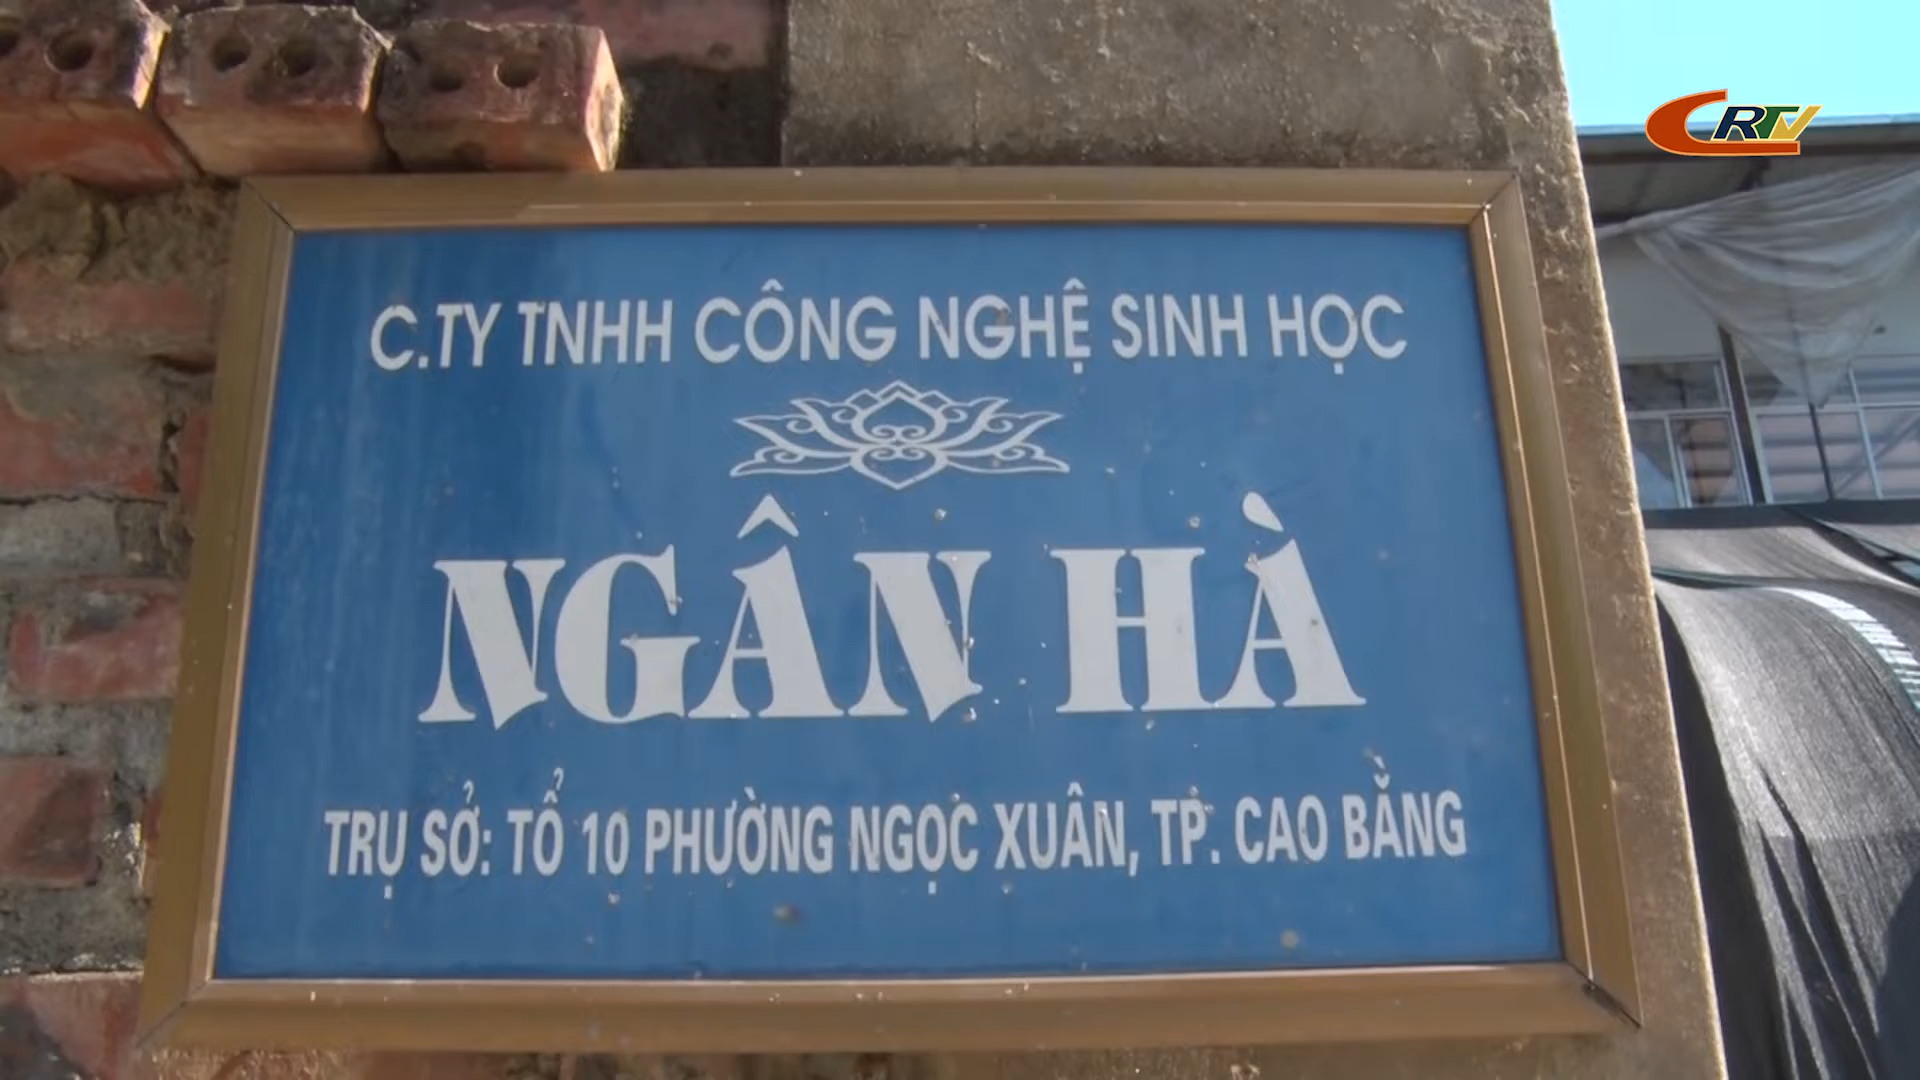 CRTV
C.TY TNHH CÔNG NGHỆ SINH HỌC
NGÂN HÀ
TRỤ SỞ: TỔ 10 PHƯỜNG NGỌC XUÂN, TP. CAO BẰNG